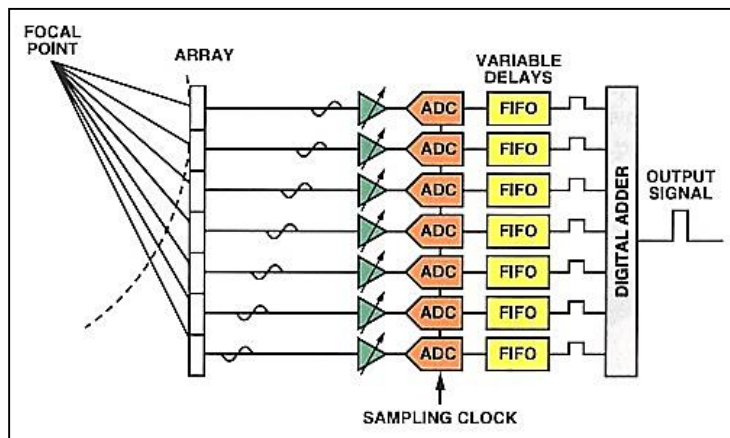 FOCAL
POINT
ARRAY
VARIABLE
DELAYS
ADC
FIFO
ADC
FIFO
ADC
FIFO
ADC
FIFO
ADC
FIFO
ADC
FIFO
ADC
FIFO
DIGITAL ADDER
OUTPUT
SIGNAL
SAMPLING CLOCK